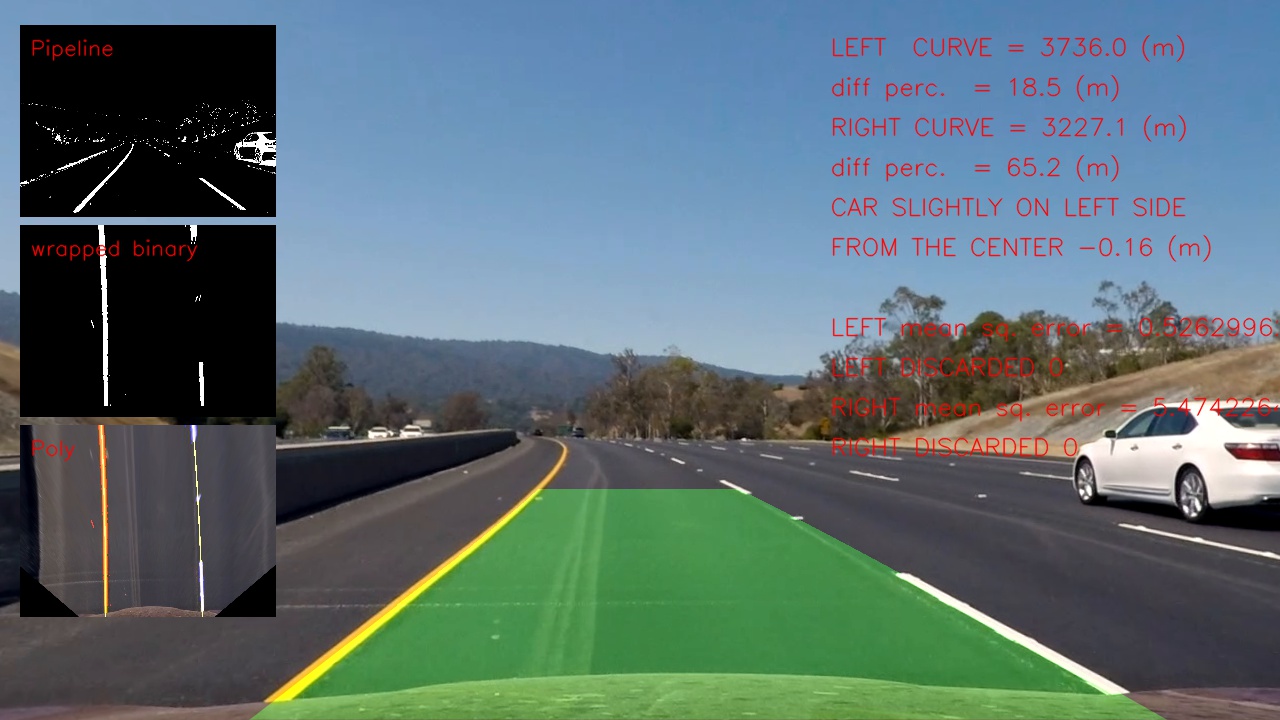 Pipeline
wrapped binary
Poly
LEFT CURVE = 3736.0 (m)
diff perc. = 18.5 (m)
RIGHT CURVE = 3227.1 (m)
diff perc. = 65.2 (m)
CAR SLIGHTLY ON LEFT SIDE
FROM THE CENTER -0.16 (m)
LEFT mean sq. error = 0.5262996
LEFT DISCARDED 0
RIGHT mean sq. error = 5.4742264
RIGHT DISCARDED 0